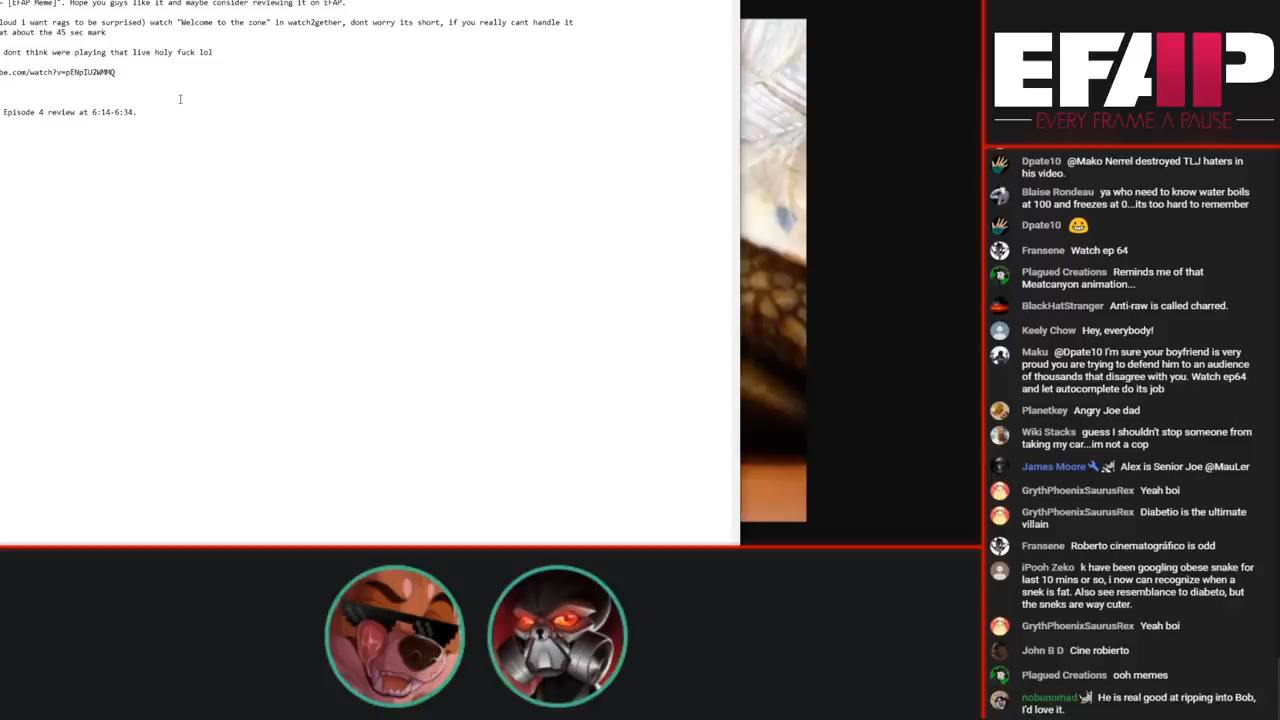 - [EFAP Meme]". Hope you guys like it and maybe consider reviewing it on EFAP.
loud i want rags to be surprised) watch "Welcome to the zone" in watch2gether, dont worry its short, if you really cant handle it
at about the 45 sec mark
dont think were playing that live holy fuck lol
be.com/watch?v=pENpIU2WMMQ
Episode 4 review at 6:14-6:34.
EFAP
EVERY FRAME A PAUSE
Dpate10 @Mako Nerrel destroyed TLJ haters in
his video.
Blaise Rondeau ya who need to know water boils
at 100 and freezes at 0...its too hard to remember
Dpate10 😀
Fransene Watch ep 64
Plagued Creations Reminds me of that
Meatcanyon animation...
BlackHatStranger Anti-raw is called charred.
Keely Chow Hey, everybody!
Maku @Dpate10 I'm sure your boyfriend is very
proud you are trying to defend him to an audience
of thousands that disagree with you. Watch ep64
and let autocomplete do its job
Planetkey Angry Joe dad
Wiki Stacks guess I shouldn't stop someone from
taking my car...im not a cop
James Moore Alex is Senior Joe @MauLer
GrythPhoenixSaurusRex Yeah boi
GrythPhoenixSaurusRex Diabetio is the ultimate
villain
Fransene Roberto cinematográfico is odd
iPooh Zeko k have been googling obese snake for
last 10 mins or so, i now can recognize when a
snek is fat. Also see resemblance to diabeto, but
the sneks are way cuter.
GrythPhoenixSaurusRex Yeah boi
John B D Cine robierto
Plagued Creations ooh memes
nobunomad He is real good at ripping into Bob,
I'd love it.